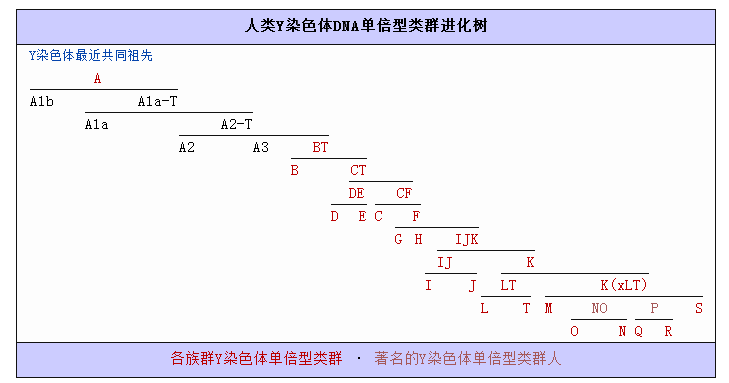 人类Y染色体DNA单倍型类群进化树
Y染色体最近共同祖先
A
A1b A1a-T
A1a A2-T
A2 A3 BT
B CT
DE CF
D E C F
G H IJK
IJ K
I J LT K(xLT)
L T M NO P S
O N Q R
各族群Y染色体单倍型类群 · 著名的Y染色体单倍型类群人